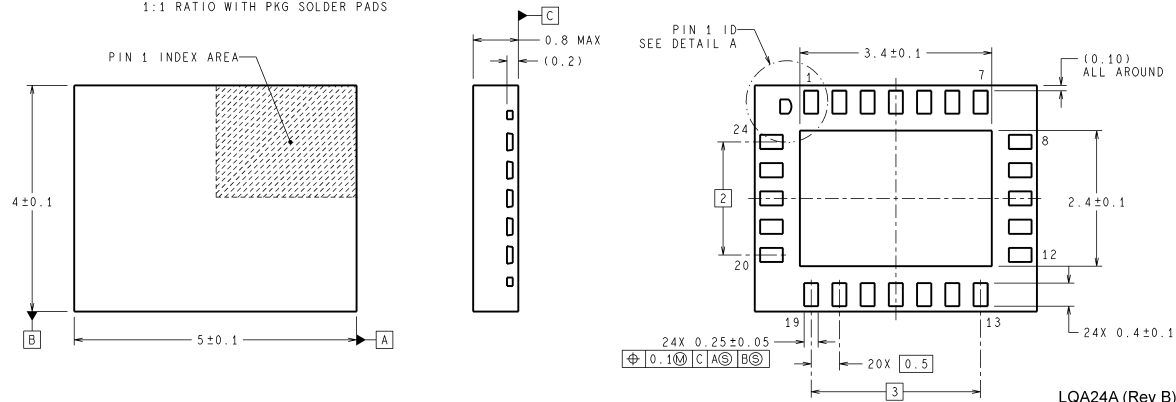 1:1 RATIO WITH PKG SOLDER PADS
PIN 1 INDEX AREA
4±0.1
B
5±0.1
A
C
0.8 MAX
(0.2)
PIN 1 ID
SEE DETAIL A
3.4±0.1
(0.10)
ALL AROUND
1
7
24
8
2
2.4±0.1
20
12
19
13
24X 0.25±0.05
⌖ 0.1Ⓜ C AⓈ BⓈ
20X 0.5
3
24X 0.4±0.1
LQA24A (Rev B)